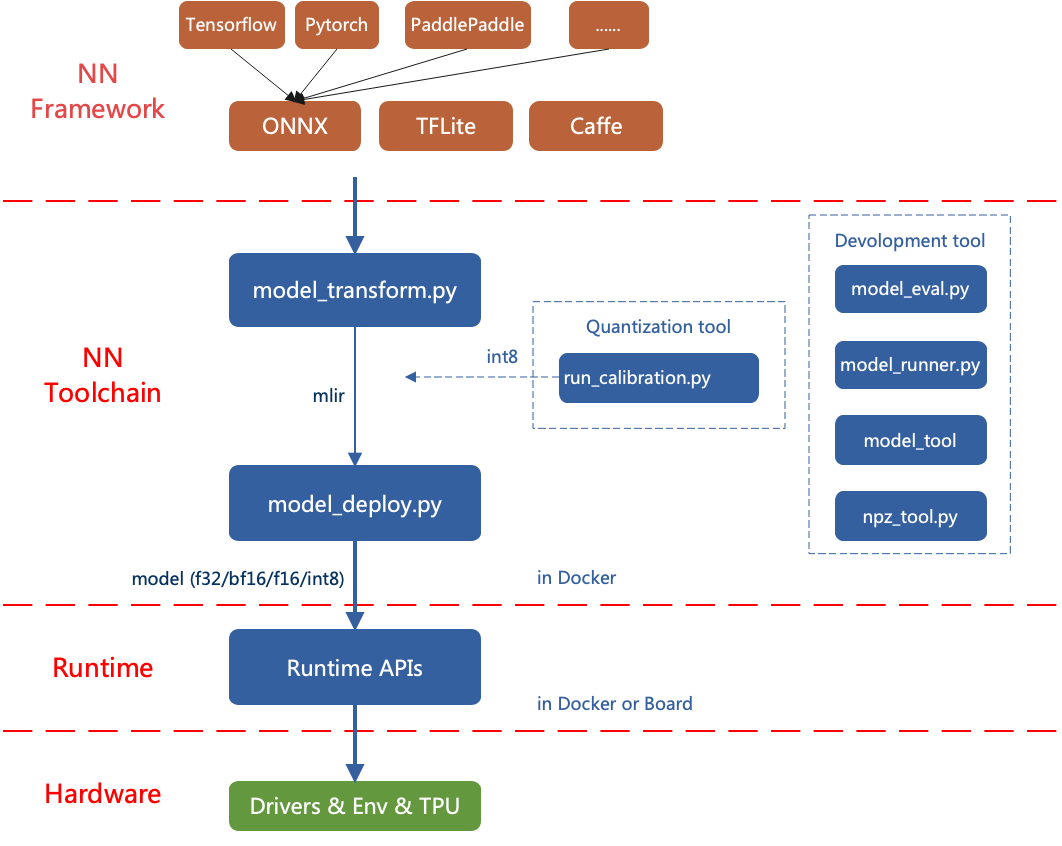 Tensorflow
Pytorch
PaddlePaddle
......
NN
Framework
ONNX
TFLite
Caffe
NN
Toolchain
model_transform.py
mlir
int8
Quantization tool
run_calibration.py
Devolopment tool
model_eval.py
model_runner.py
model_tool
npz_tool.py
model_deploy.py
model (f32/bf16/f16/int8)
in Docker
Runtime
Runtime APIs
in Docker or Board
Hardware
Drivers & Env & TPU